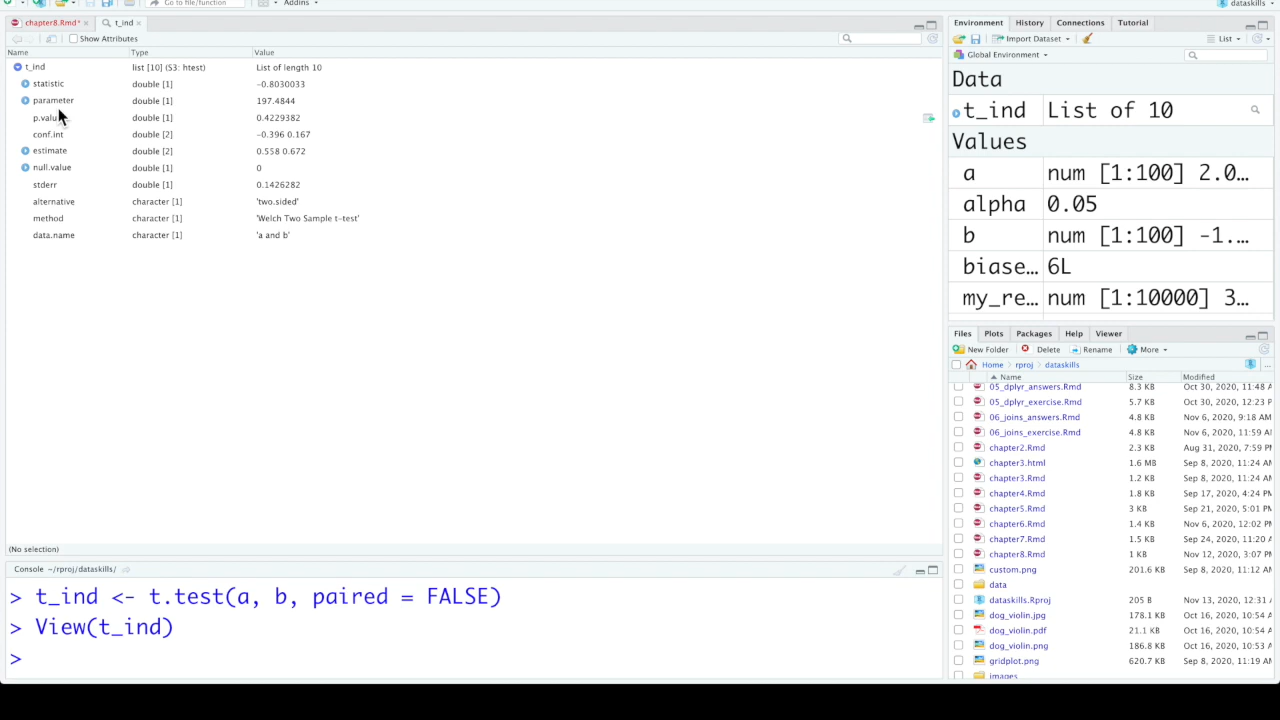 Go to file/function
Addins
dataskills
chapter8.Rmd*
t_ind
Show Attributes
Name Type Value
t_ind list [10] (S3: htest) List of length 10
statistic double [1] -0.8030033
parameter double [1] 197.4844
p.valu double [1] 0.4229382
conf.int double [2] -0.396 0.167
estimate double [2] 0.558 0.672
null.value double [1] 0
stderr double [1] 0.1426282
alternative character [1] 'two.sided'
method character [1] 'Welch Two Sample t-test'
data.name character [1] 'a and b'
(No selection)
Console ~/rproj/dataskills/
> t_ind <- t.test(a, b, paired = FALSE)
> View(t_ind)
>
Environment History Connections Tutorial
Import Dataset List
Global Environment
Data
t_ind List of 10
Values
a num [1:100] 2.0…
alpha 0.05
b num [1:100] -1.…
biase… 6L
my_re… num [1:10000] 3…
Files Plots Packages Help Viewer
New Folder Delete Rename More
Home rproj dataskills ...
Name Size Modified
05_dplyr_answers.Rmd 8.3 KB Oct 30, 2020, 11:48 A
05_dplyr_exercise.Rmd 5.7 KB Oct 30, 2020, 12:23 P
06_joins_answers.Rmd 4.8 KB Nov 6, 2020, 9:18 AM
06_joins_exercise.Rmd 4.8 KB Nov 6, 2020, 11:59 A
chapter2.Rmd 2.3 KB Aug 31, 2020, 7:59 P
chapter3.html 1.6 MB Sep 8, 2020, 11:24 A
chapter3.Rmd 1.2 KB Sep 8, 2020, 11:24 A
chapter4.Rmd 1.8 KB Sep 17, 2020, 4:24 P
chapter5.Rmd 3 KB Sep 21, 2020, 5:01 P
chapter6.Rmd 1.4 KB Nov 6, 2020, 12:02 P
chapter7.Rmd 1.5 KB Sep 24, 2020, 11:20 A
chapter8.Rmd 1 KB Nov 12, 2020, 3:07 P
custom.png 201.6 KB Sep 8, 2020, 11:12 A
data
dataskills.Rproj 205 B Nov 13, 2020, 12:31 A
dog_violin.jpg 178.1 KB Oct 16, 2020, 10:54 A
dog_violin.pdf 21.1 KB Oct 16, 2020, 10:54 A
dog_violin.png 186.8 KB Oct 16, 2020, 10:53 A
gridplot.png 620.7 KB Sep 8, 2020, 11:19 A
images